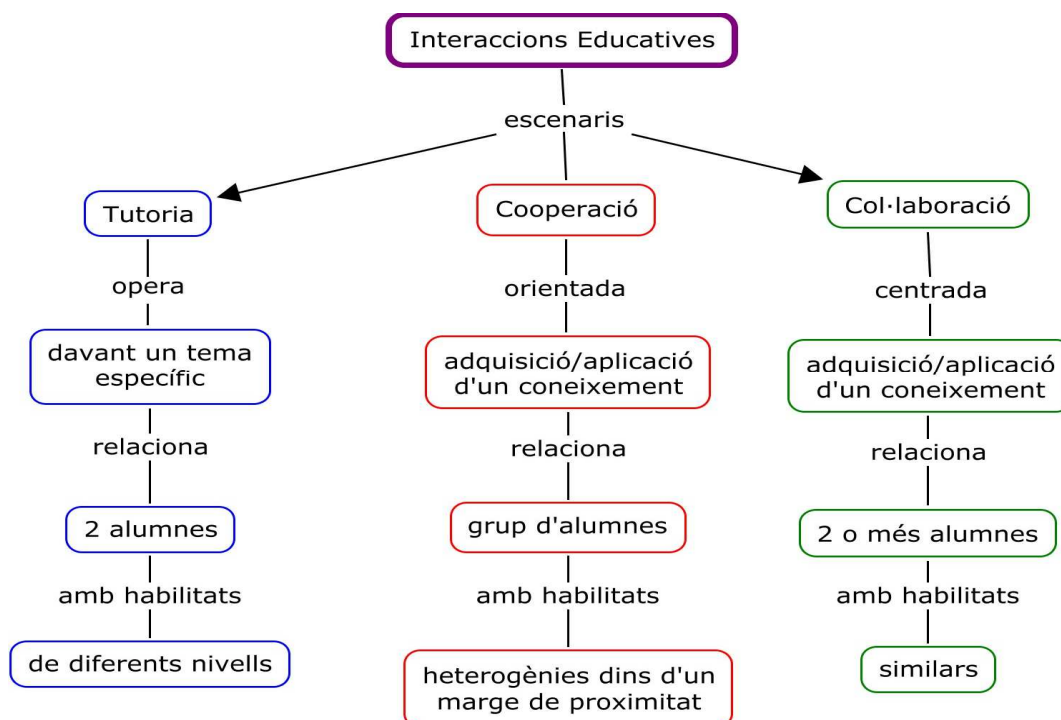 Interaccions Educatives
escenaris
Tutoria
opera
davant un tema
específic
relaciona
2 alumnes
amb habilitats
de diferents nivells
Cooperació
orientada
adquisició/aplicació
d'un coneixement
relaciona
grup d'alumnes
amb habilitats
heterogènies dins d'un
marge de proximitat
Col·laboració
centrada
adquisició/aplicació
d'un coneixement
relaciona
2 o més alumnes
amb habilitats
similars